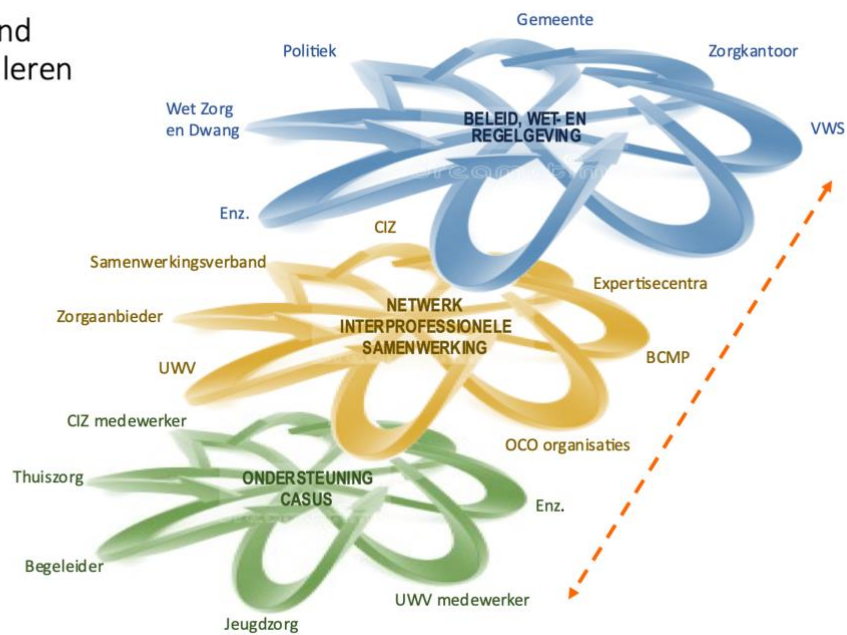 nd
leren
Gemeente
Politiek
Zorgkantoor
Wet Zorg
en Dwang
BELEID, WET- EN
REGELGEVING
VWS
Enz.
CIZ
Samenwerkingsverband
Expertisecentra
Zorgaanbieder
NETWERK
INTERPROFESSIONELE
SAMENWERKING
BCMP
UWV
CIZ medewerker
OCO organisaties
Thuiszorg
ONDERSTEUNING
CASUS
Enz.
Begeleider
UWV medewerker
Jeugdzorg